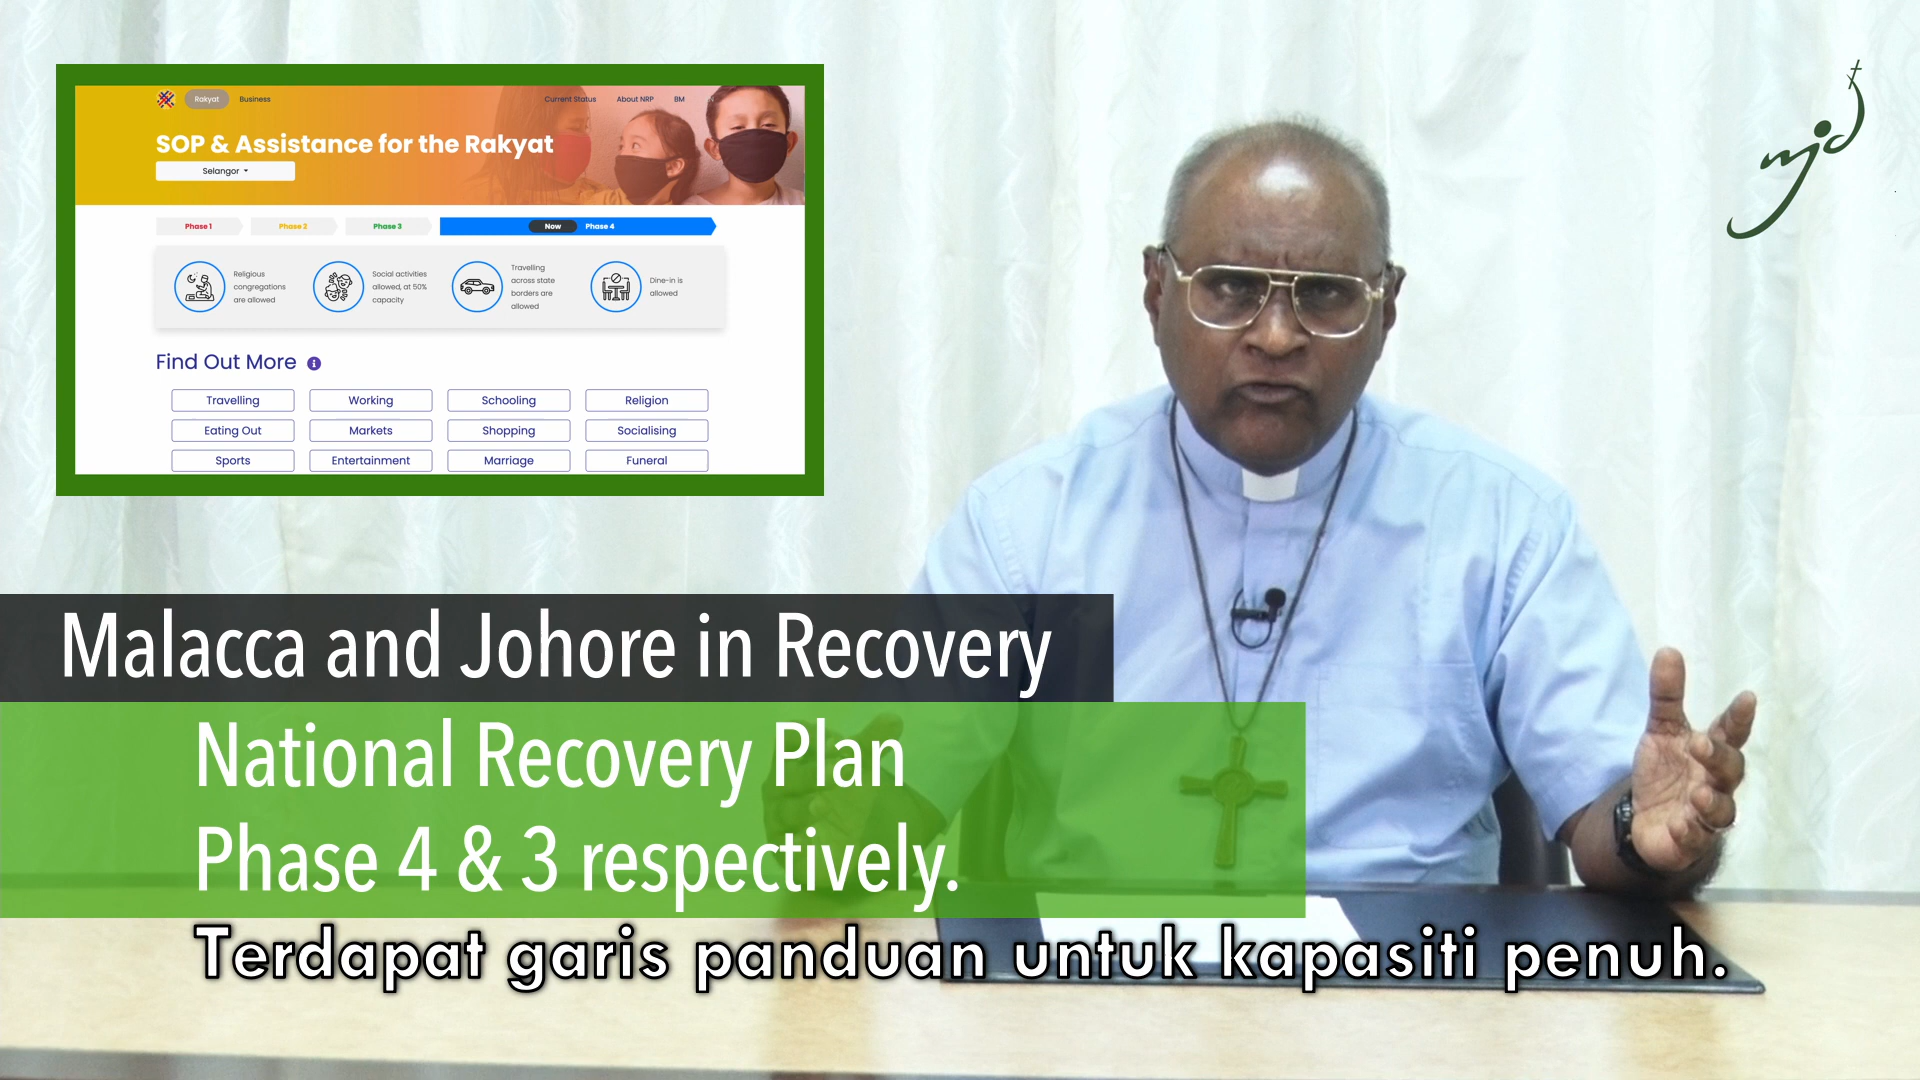 Rakyat Business Current Status About NRP BM
SOP & Assistance for the Rakyat
Selangor
Phase 1 Phase 2 Phase 3 Now Phase 4
Religious
congregations
are allowed
Social activities
allowed, at 50%
capacity
Travelling
across state
borders are
allowed
Dine-in is
allowed
Find Out More
Travelling Working Schooling Religion
Eating Out Markets Shopping Socialising
Sports Entertainment Marriage Funeral
mjd
Malacca and Johore in Recovery
National Recovery Plan
Phase 4 & 3 respectively.
Terdapat garis panduan untuk kapasiti penuh.